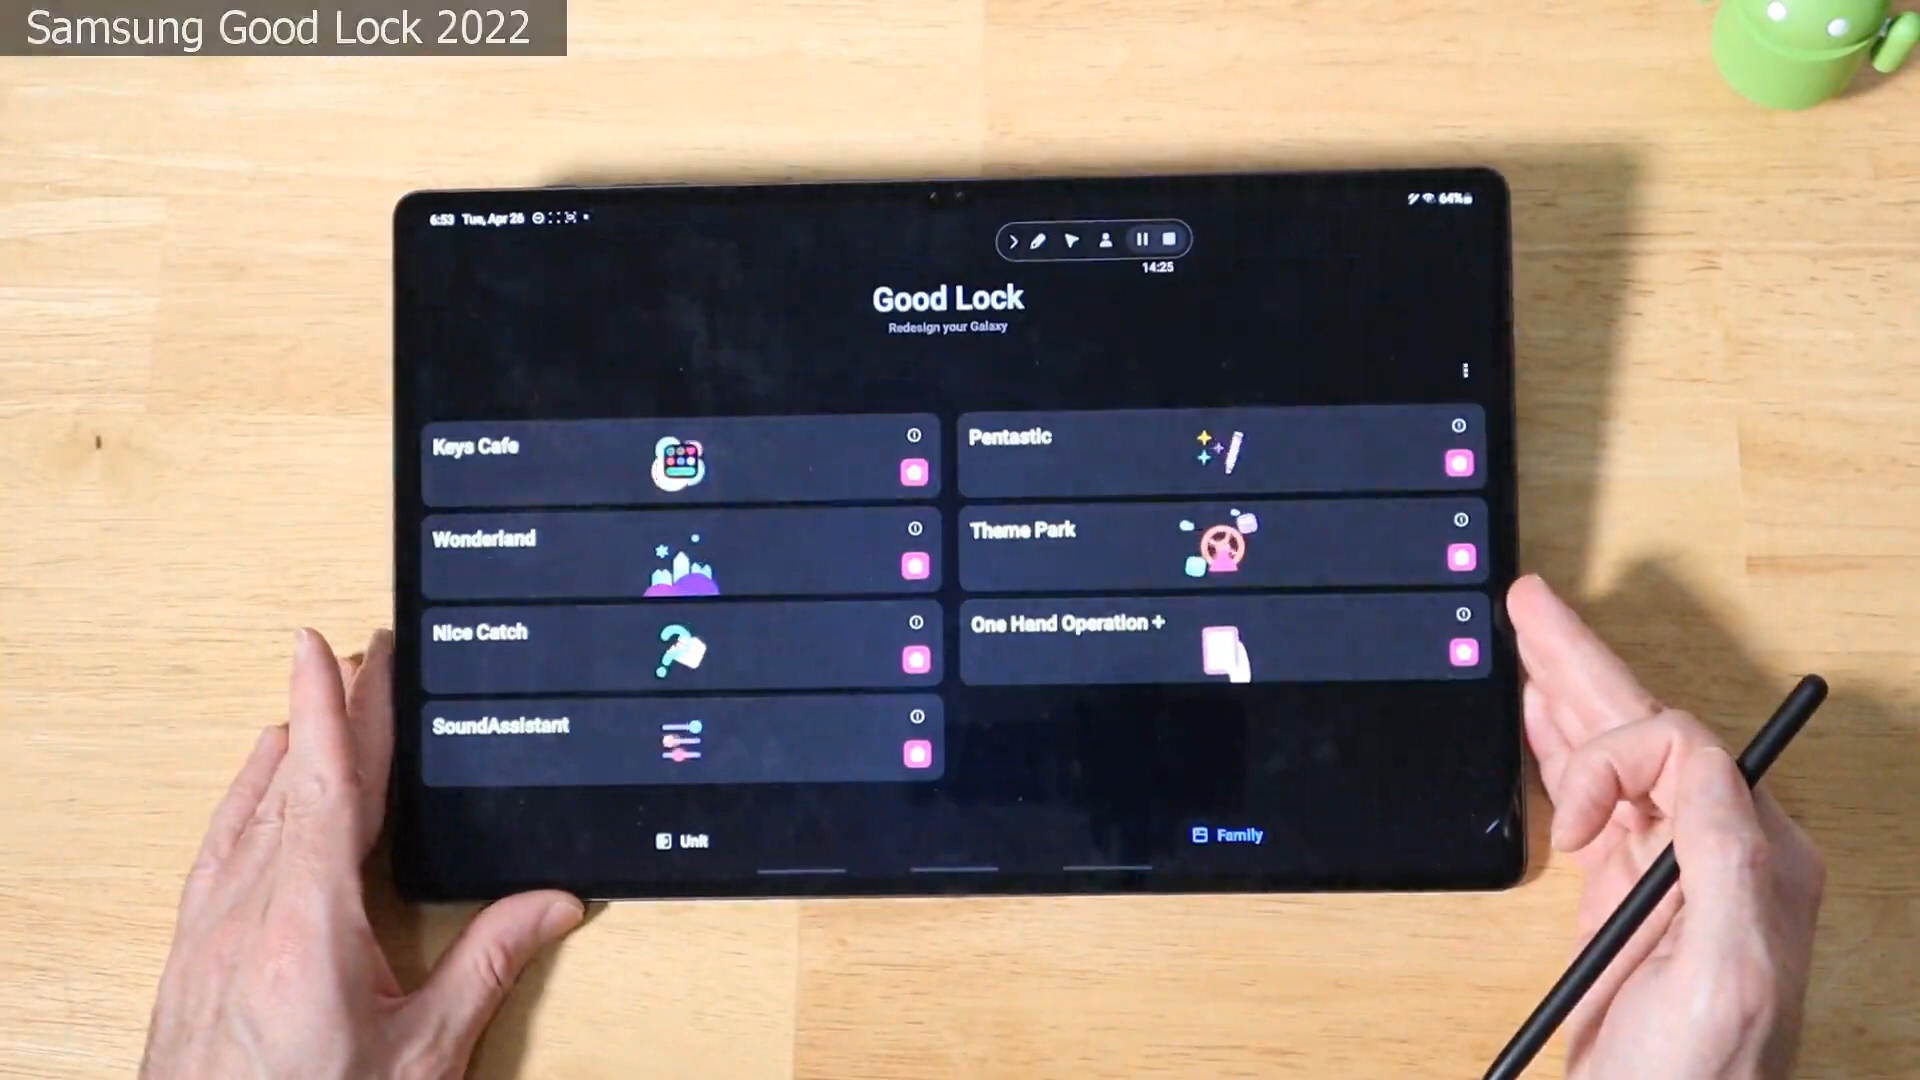 Samsung Good Lock 2022
6:53 Tue, Apr 26
64%
14:25
Good Lock
Redesign your Galaxy
Keys Cafe
Pentastic
Wonderland
Theme Park
Nice Catch
One Hand Operation +
SoundAssistant
Unit
Family